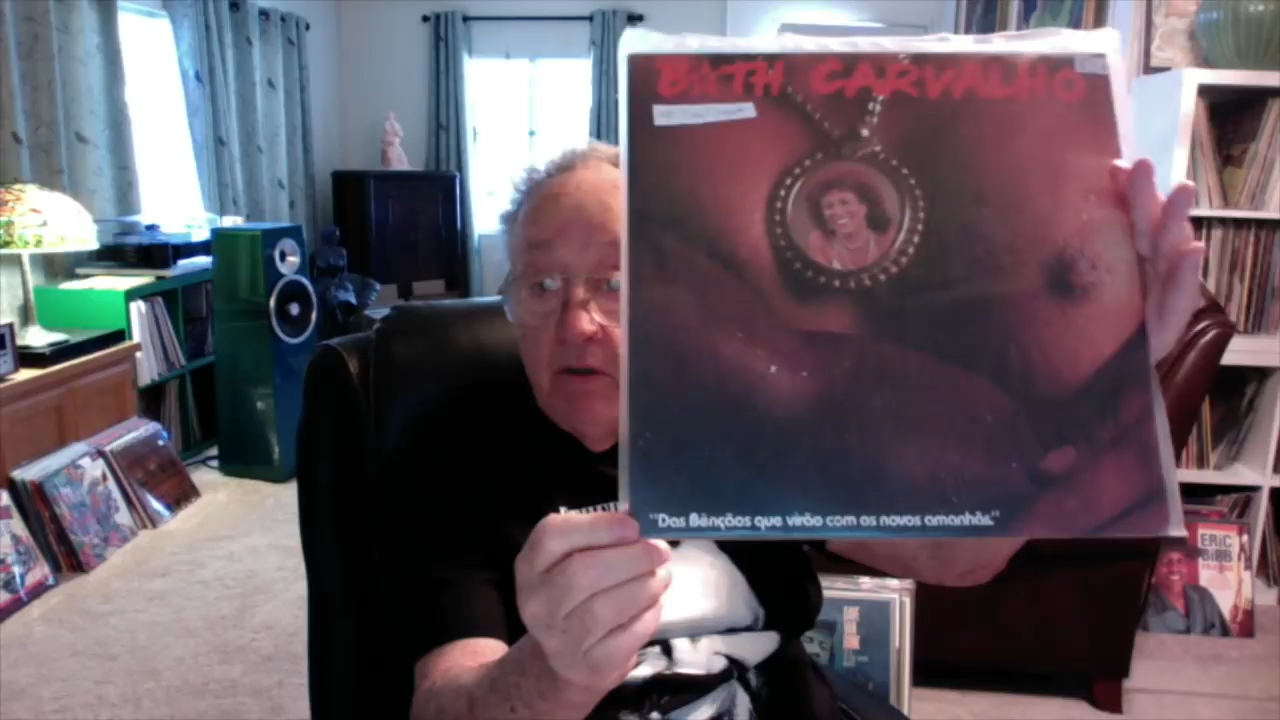 BETH CARVALHO
"Das Bênçãos que virão com os novos amanhãs."
ERIC
BIBB